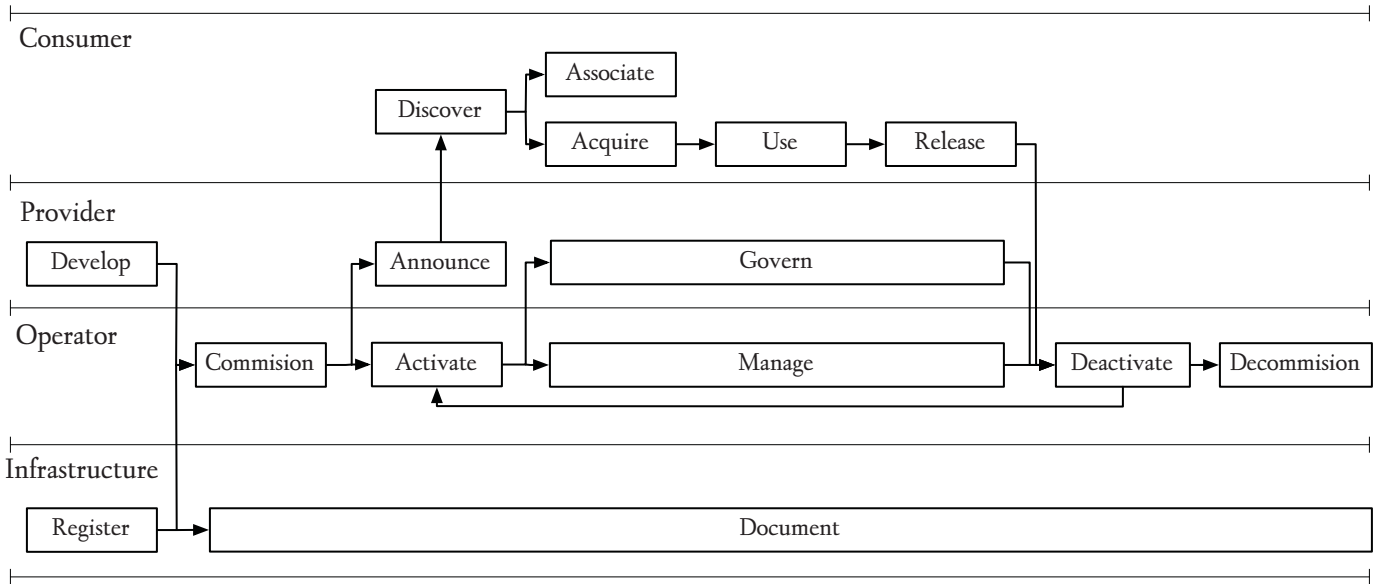 Consumer
Associate
Discover
Acquire
Use
Release
Provider
Develop
Announce
Govern
Operator
Commision
Activate
Manage
Deactivate
Decommision
Infrastructure
Register
Document